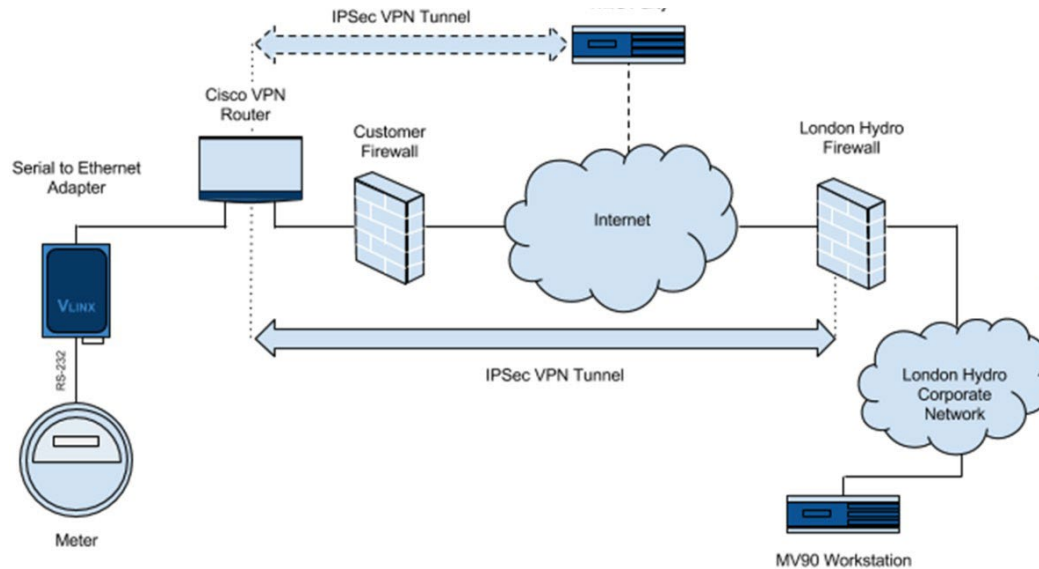 IPSec VPN Tunnel
Cisco VPN
Router
Customer
Firewall
London Hydro
Firewall
Serial to Ethernet
Adapter
Internet
VLINX
RS-232
IPSec VPN Tunnel
London Hydro
Corporate
Network
Meter
MV90 Workstation